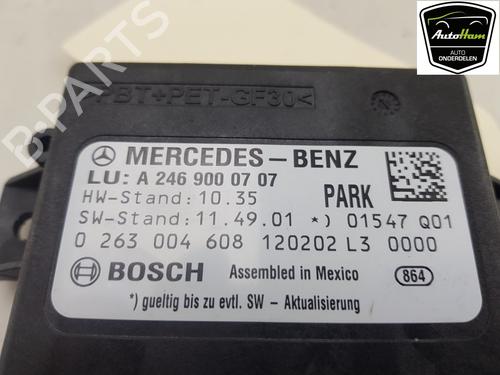 AutoHam
AUTO
ONDERDELEN
>PBT+PET-GF30<
MERCEDES-BENZ
LU: A 246 900 07 07
HW-Stand: 10.35
PARK
SW-Stand: 11.49.01 *) 01547 Q01
0 263 004 608 120202 L3 0000
BOSCH
Assembled in Mexico
864
*) gueltig bis zu evtl. SW - Aktualisierung
B-PARTS